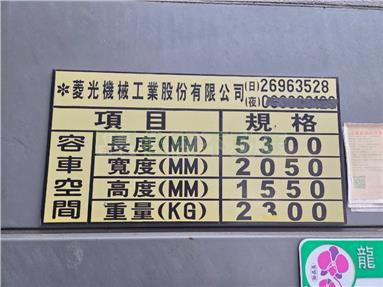 ＊菱光機械工業股份有限公司 (日)26963528
(夜)
項目 規格
容車空間
長度(MM) 5300
寬度(MM) 2050
高度(MM) 1550
重量(KG) 2300
龍